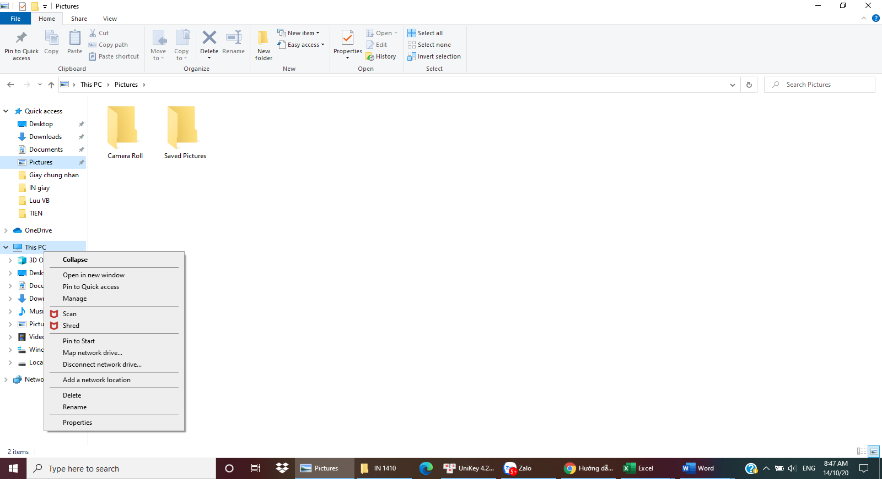 Pictures
File Home Share View
Pin to Quick access
Copy
Paste
Cut
Copy path
Paste shortcut
Clipboard
Move to
Copy to
Delete
Rename
Organize
New folder
New item
Easy access
New
Properties
Open
Edit
History
Open
Select all
Select none
Invert selection
Select
This PC Pictures
Search Pictures
Quick access
Desktop
Downloads
Documents
Pictures
Giay chung nhan
IN giay
Luu VB
TIEN
OneDrive
This PC
3D O
Desk
Docu
Down
Musi
Pictu
Video
Wind
Loca
Netwo
Camera Roll
Saved Pictures
Collapse
Open in new window
Pin to Quick access
Manage
Scan
Shred
Pin to Start
Map network drive...
Disconnect network drive...
Add a network location
Delete
Rename
Properties
2 items
Type here to search
Pictures
IN 1410
UniKey 4.2...
Zalo
Hướng dẫ...
Excel
Word
ENG
8:47 AM
14/10/20